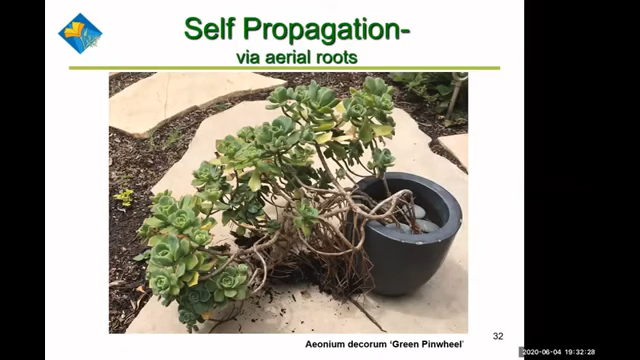 Self Propagation-
via aerial roots
Aeonium decorum ‘Green Pinwheel’
32
2020-06-04 19:32:28